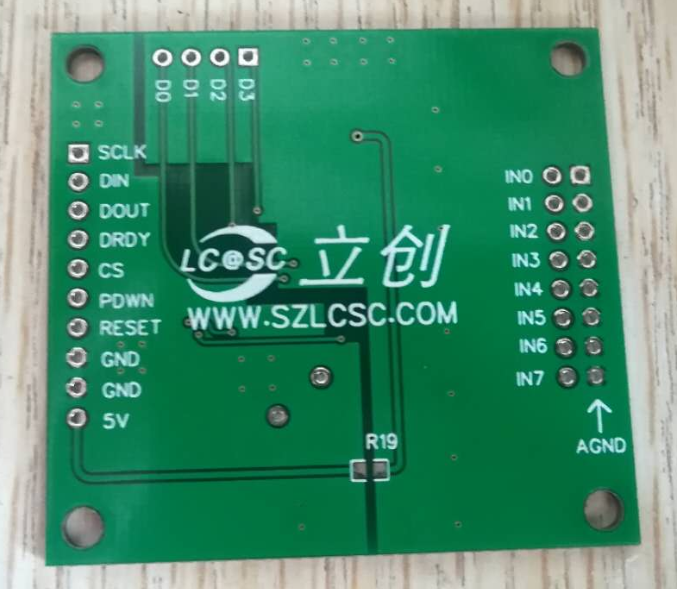 D0 D1 D2 D3
SCLK
DIN
DOUT
DRDY
CS
PDWN
RESET
GND
GND
5V
LC@SC 立创
WWW.SZLCSC.COM
IN0
IN1
IN2
IN3
IN4
IN5
IN6
IN7
AGND
R19